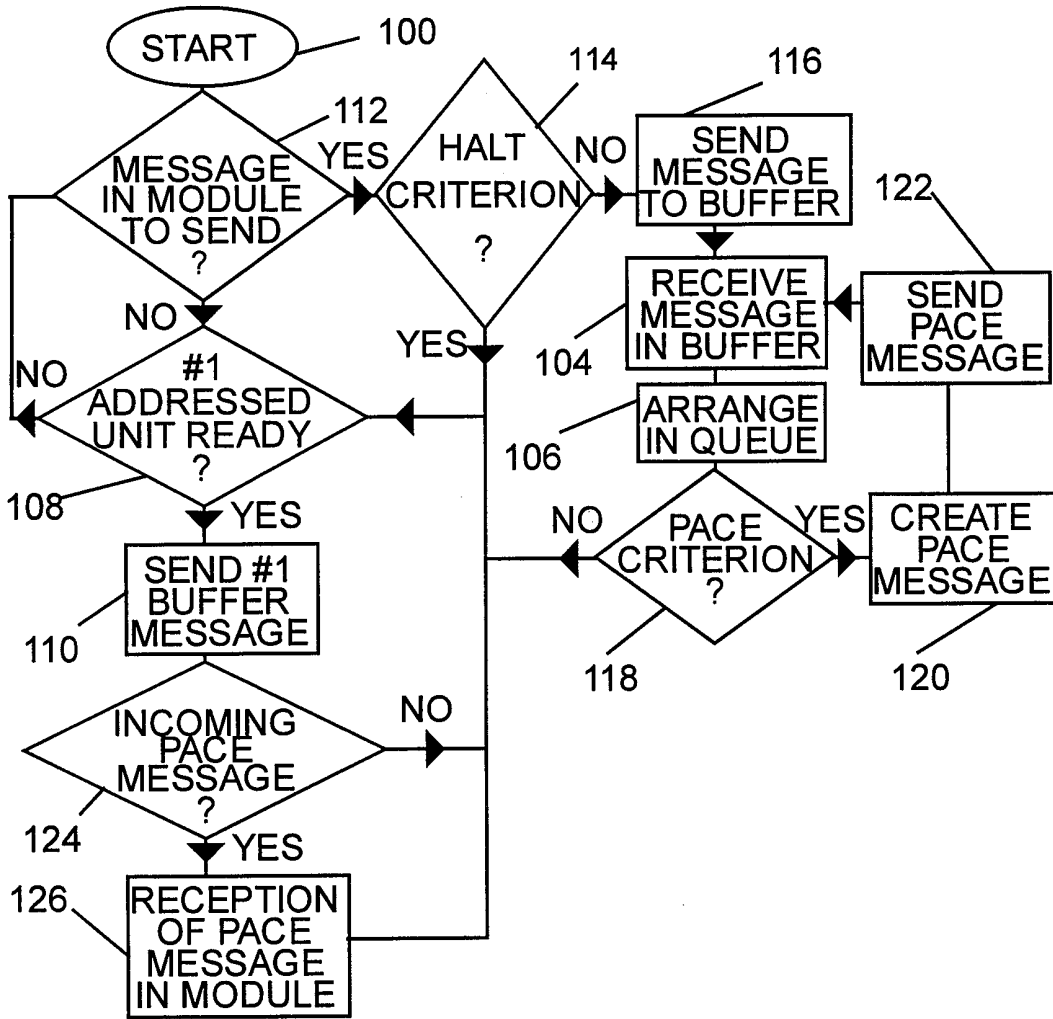 START
100
112
MESSAGE
IN MODULE
TO SEND
?
YES
NO
114
HALT
CRITERION
?
NO
YES
116
SEND
MESSAGE
TO BUFFER
122
SEND
PACE
MESSAGE
104
RECEIVE
MESSAGE
IN BUFFER
106
ARRANGE
IN QUEUE
NO
#1
ADDRESSED
UNIT READY
?
108
YES
NO
PACE
CRITERION
?
YES
118
CREATE
PACE
MESSAGE
120
SEND #1
BUFFER
MESSAGE
110
INCOMING
PACE
MESSAGE
?
NO
124
YES
126
RECEPTION
OF PACE
MESSAGE
IN MODULE